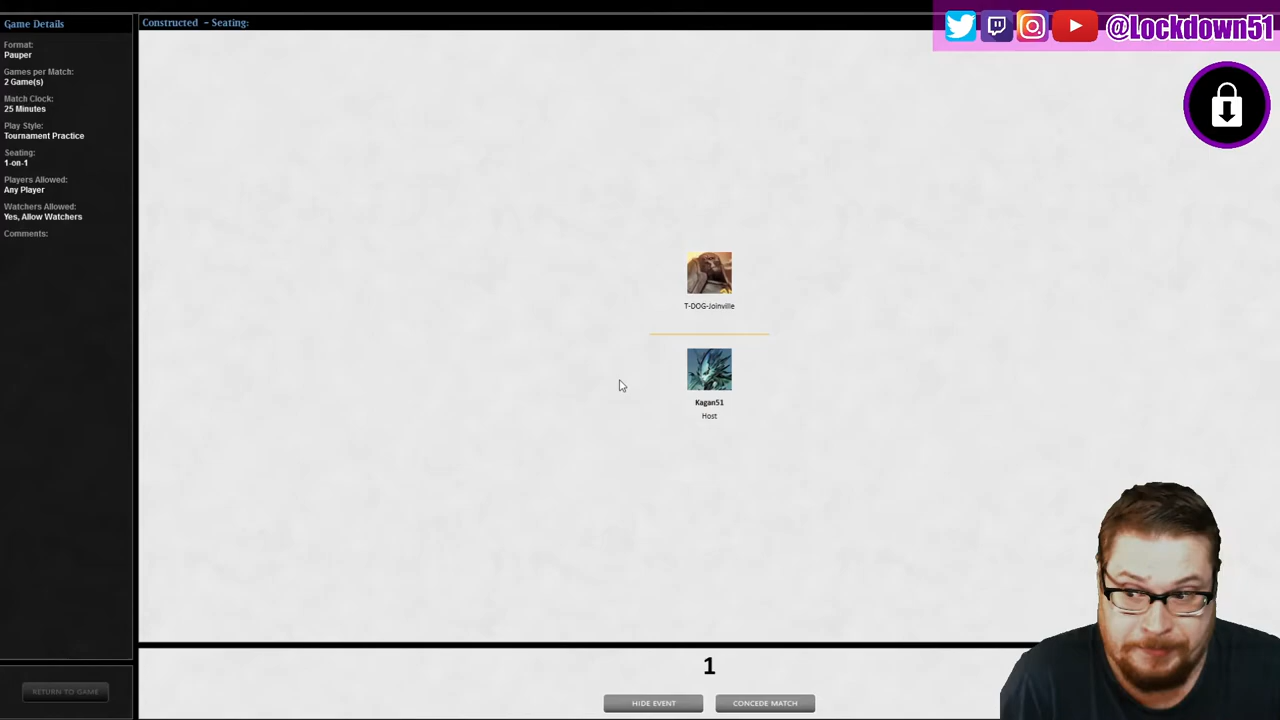 Game Details
Format:
Pauper
Games per Match:
2 Game(s)
Match Clock:
25 Minutes
Play Style:
Tournament Practice
Seating:
1-on-1
Players Allowed:
Any Player
Watchers Allowed:
Yes, Allow Watchers
Comments:
RETURN TO GAME
Constructed - Seating:
@Lockdown51
T-DOG-Joinville
Kagan51
Host
1
HIDE EVENT
CONCEDE MATCH